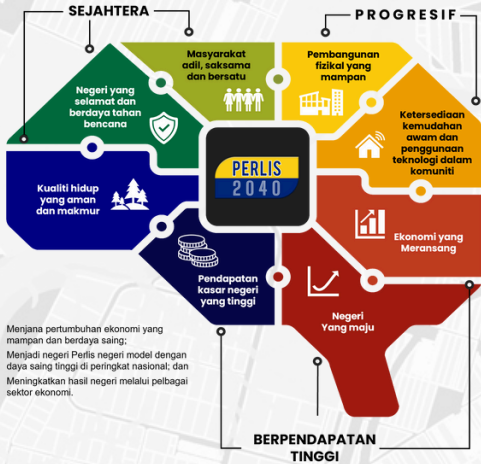 SEJAHTERA
PROGRESIF
Masyarakat
adil, saksama
dan bersatu
Pembangunan
fizikal yang
mampan
Negeri yang
selamat dan
berdaya tahan
bencana
Ketersediaan
kemudahan
awam dan
penggunaan
teknologi dalam
komuniti
PERLIS
2040
Kualiti hidup
yang aman
dan makmur
Ekonomi yang
Meransang
Pendapatan
kasar negeri
yang tinggi
Negeri
Yang maju
Menjana pertumbuhan ekonomi yang
mampan dan berdaya saing;
Menjadi negeri Perlis negeri model dengan
daya saing tinggi di peringkat nasional; dan
Meningkatkan hasil negeri melalui pelbagai
sektor ekonomi.
BERPENDAPATAN
TINGGI